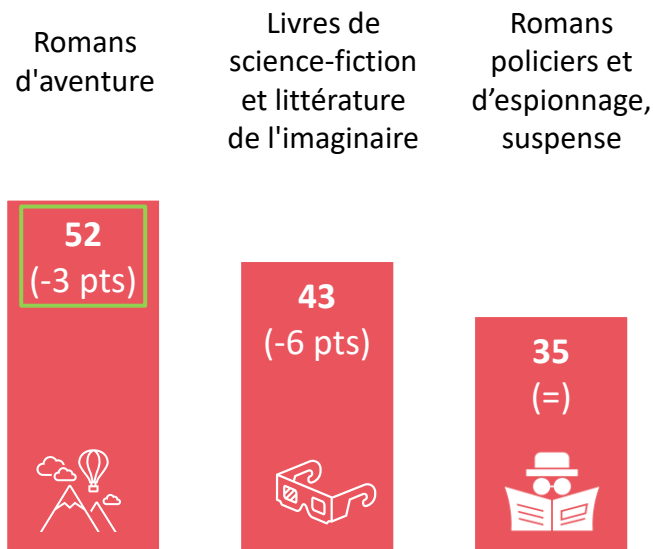 Romans
d'aventure
Livres de
science-fiction
et littérature
de l'imaginaire
Romans
policiers et
d’espionnage,
suspense
52
(-3 pts)
43
(-6 pts)
35
(=)